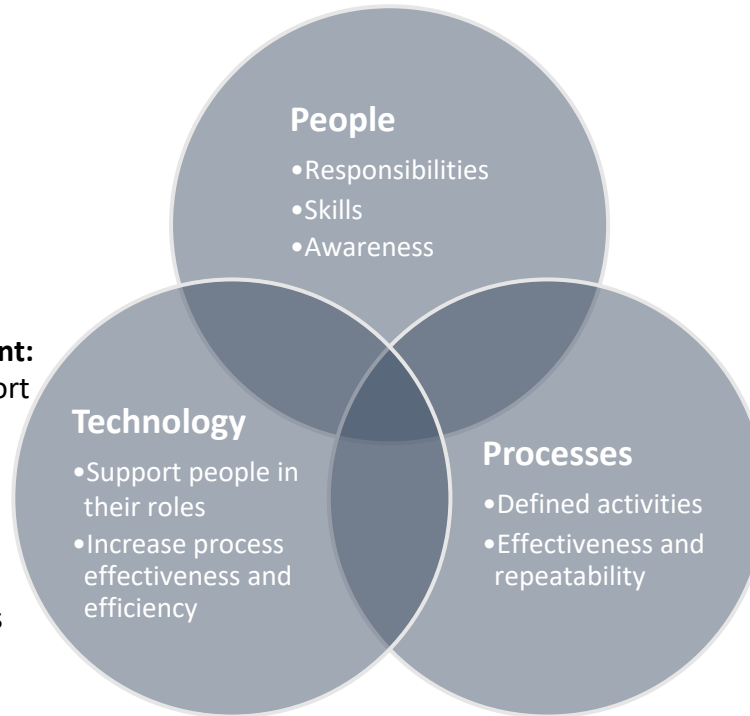 People
•Responsibilities
•Skills
•Awareness
nt:
ort
Technology
•Support people in
their roles
•Increase process
effectiveness and
efficiency
s
Processes
•Defined activities
•Effectiveness and
repeatability